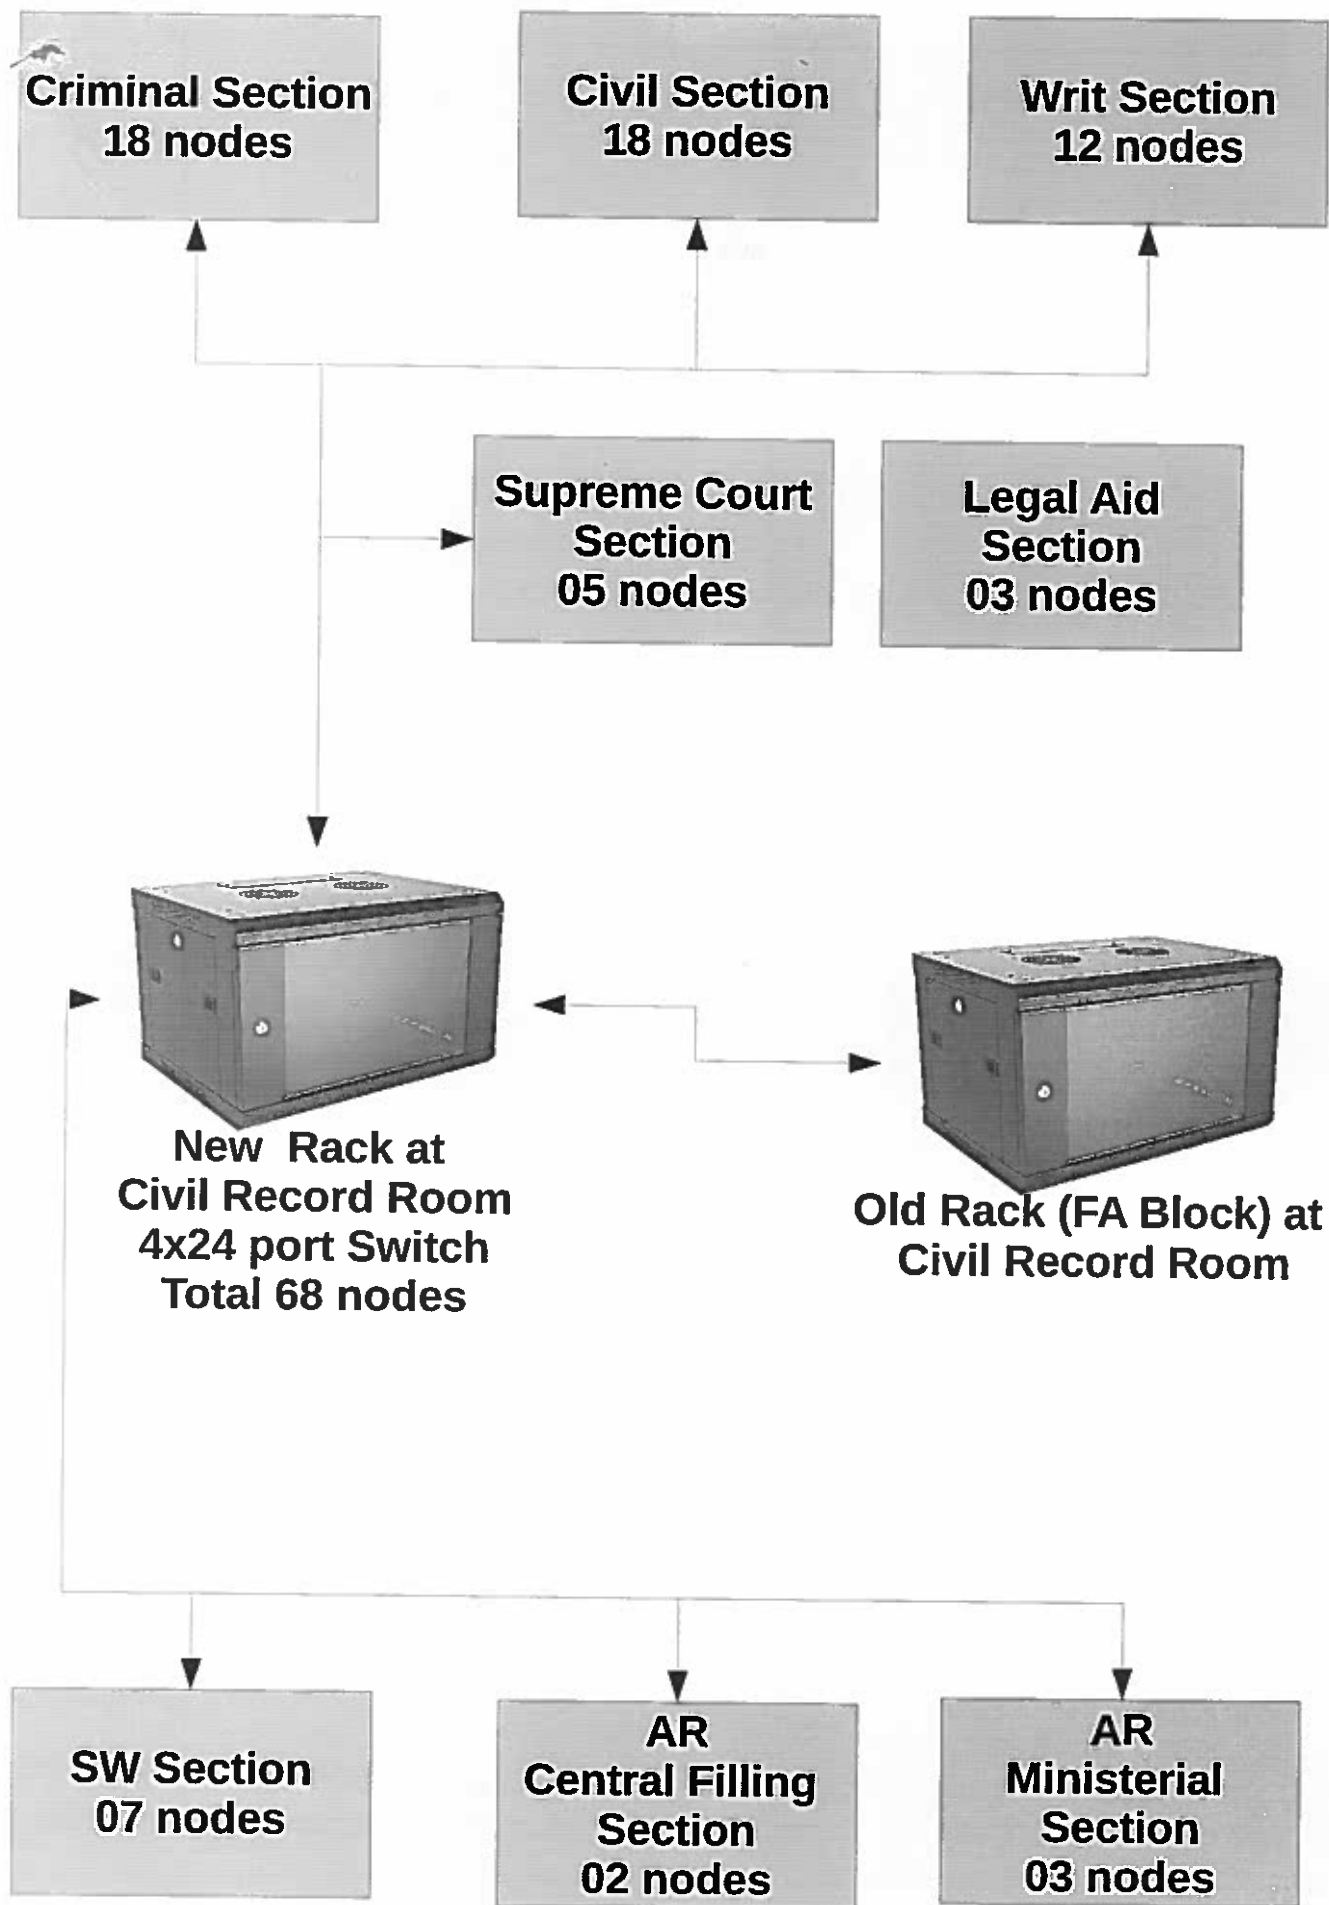 Criminal Section
18 nodes
Civil Section
18 nodes
Writ Section
12 nodes
Supreme Court
Section
05 nodes
Legal Aid
Section
03 nodes
New Rack at
Civil Record Room
4x24 port Switch
Total 68 nodes
Old Rack (FA Block) at
Civil Record Room
SW Section
07 nodes
AR
Central Filling
Section
02 nodes
AR
Ministerial
Section
03 nodes